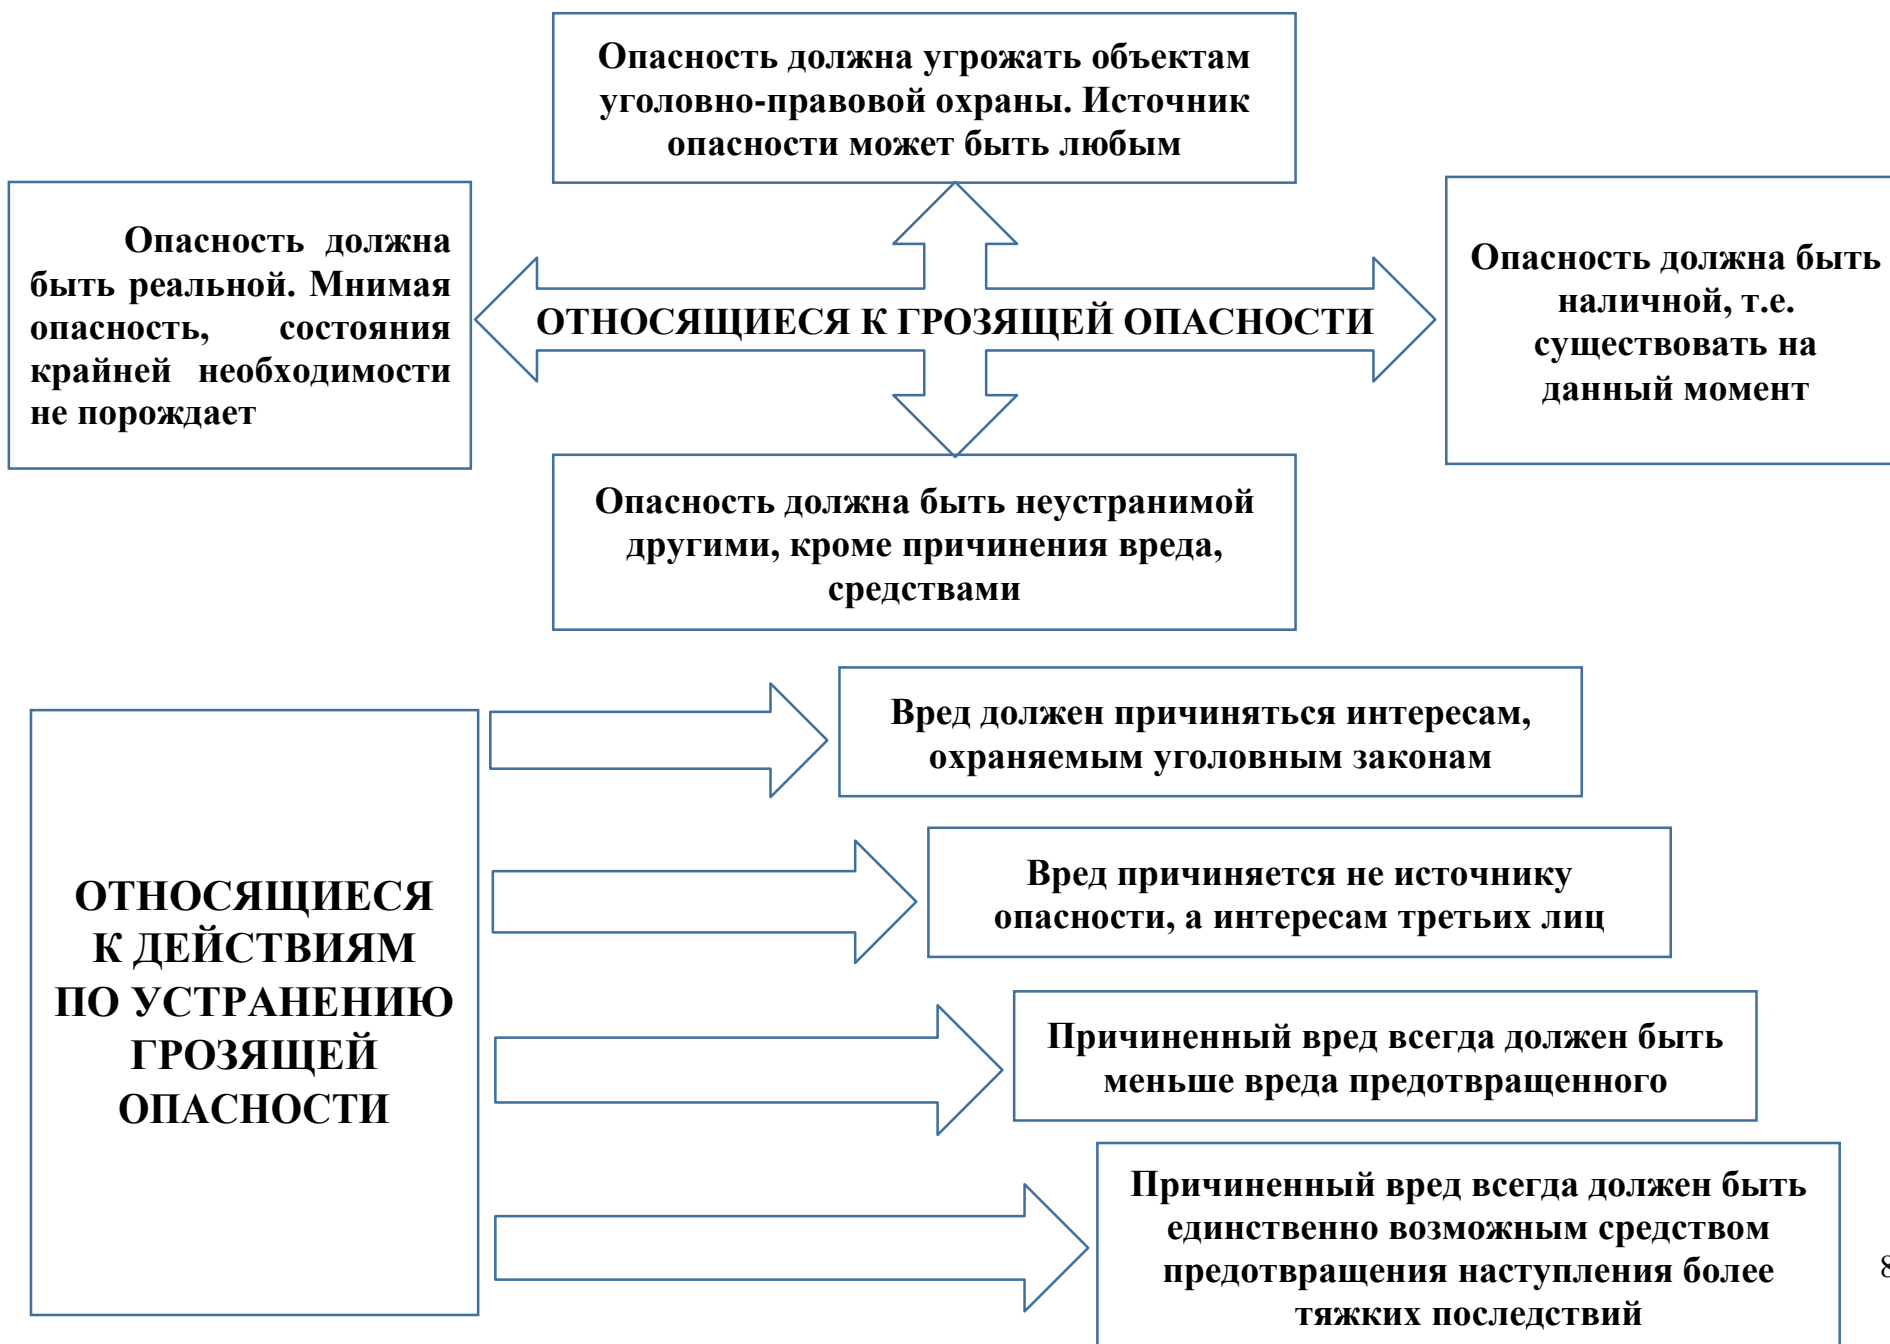 Опасность должна угрожать объектам
уголовно-правовой охраны. Источник
опасности может быть любым
Опасность должна
быть реальной. Мнимая
опасность, состояния
крайней необходимости
не порождает
ОТНОСЯЩИЕСЯ К ГРОЗЯЩЕЙ ОПАСНОСТИ
Опасность должна быть
наличной, т.е.
существовать на
данный момент
Опасность должна быть неустранимой
другими, кроме причинения вреда,
средствами
ОТНОСЯЩИЕСЯ
К ДЕЙСТВИЯМ
ПО УСТРАНЕНИЮ
ГРОЗЯЩЕЙ
ОПАСНОСТИ
Вред должен причиняться интересам,
охраняемым уголовным законам
Вред причиняется не источнику
опасности, а интересам третьих лиц
Причиненный вред всегда должен быть
меньше вреда предотвращенного
Причиненный вред всегда должен быть
единственно возможным средством
предотвращения наступления более
тяжких последствий
8